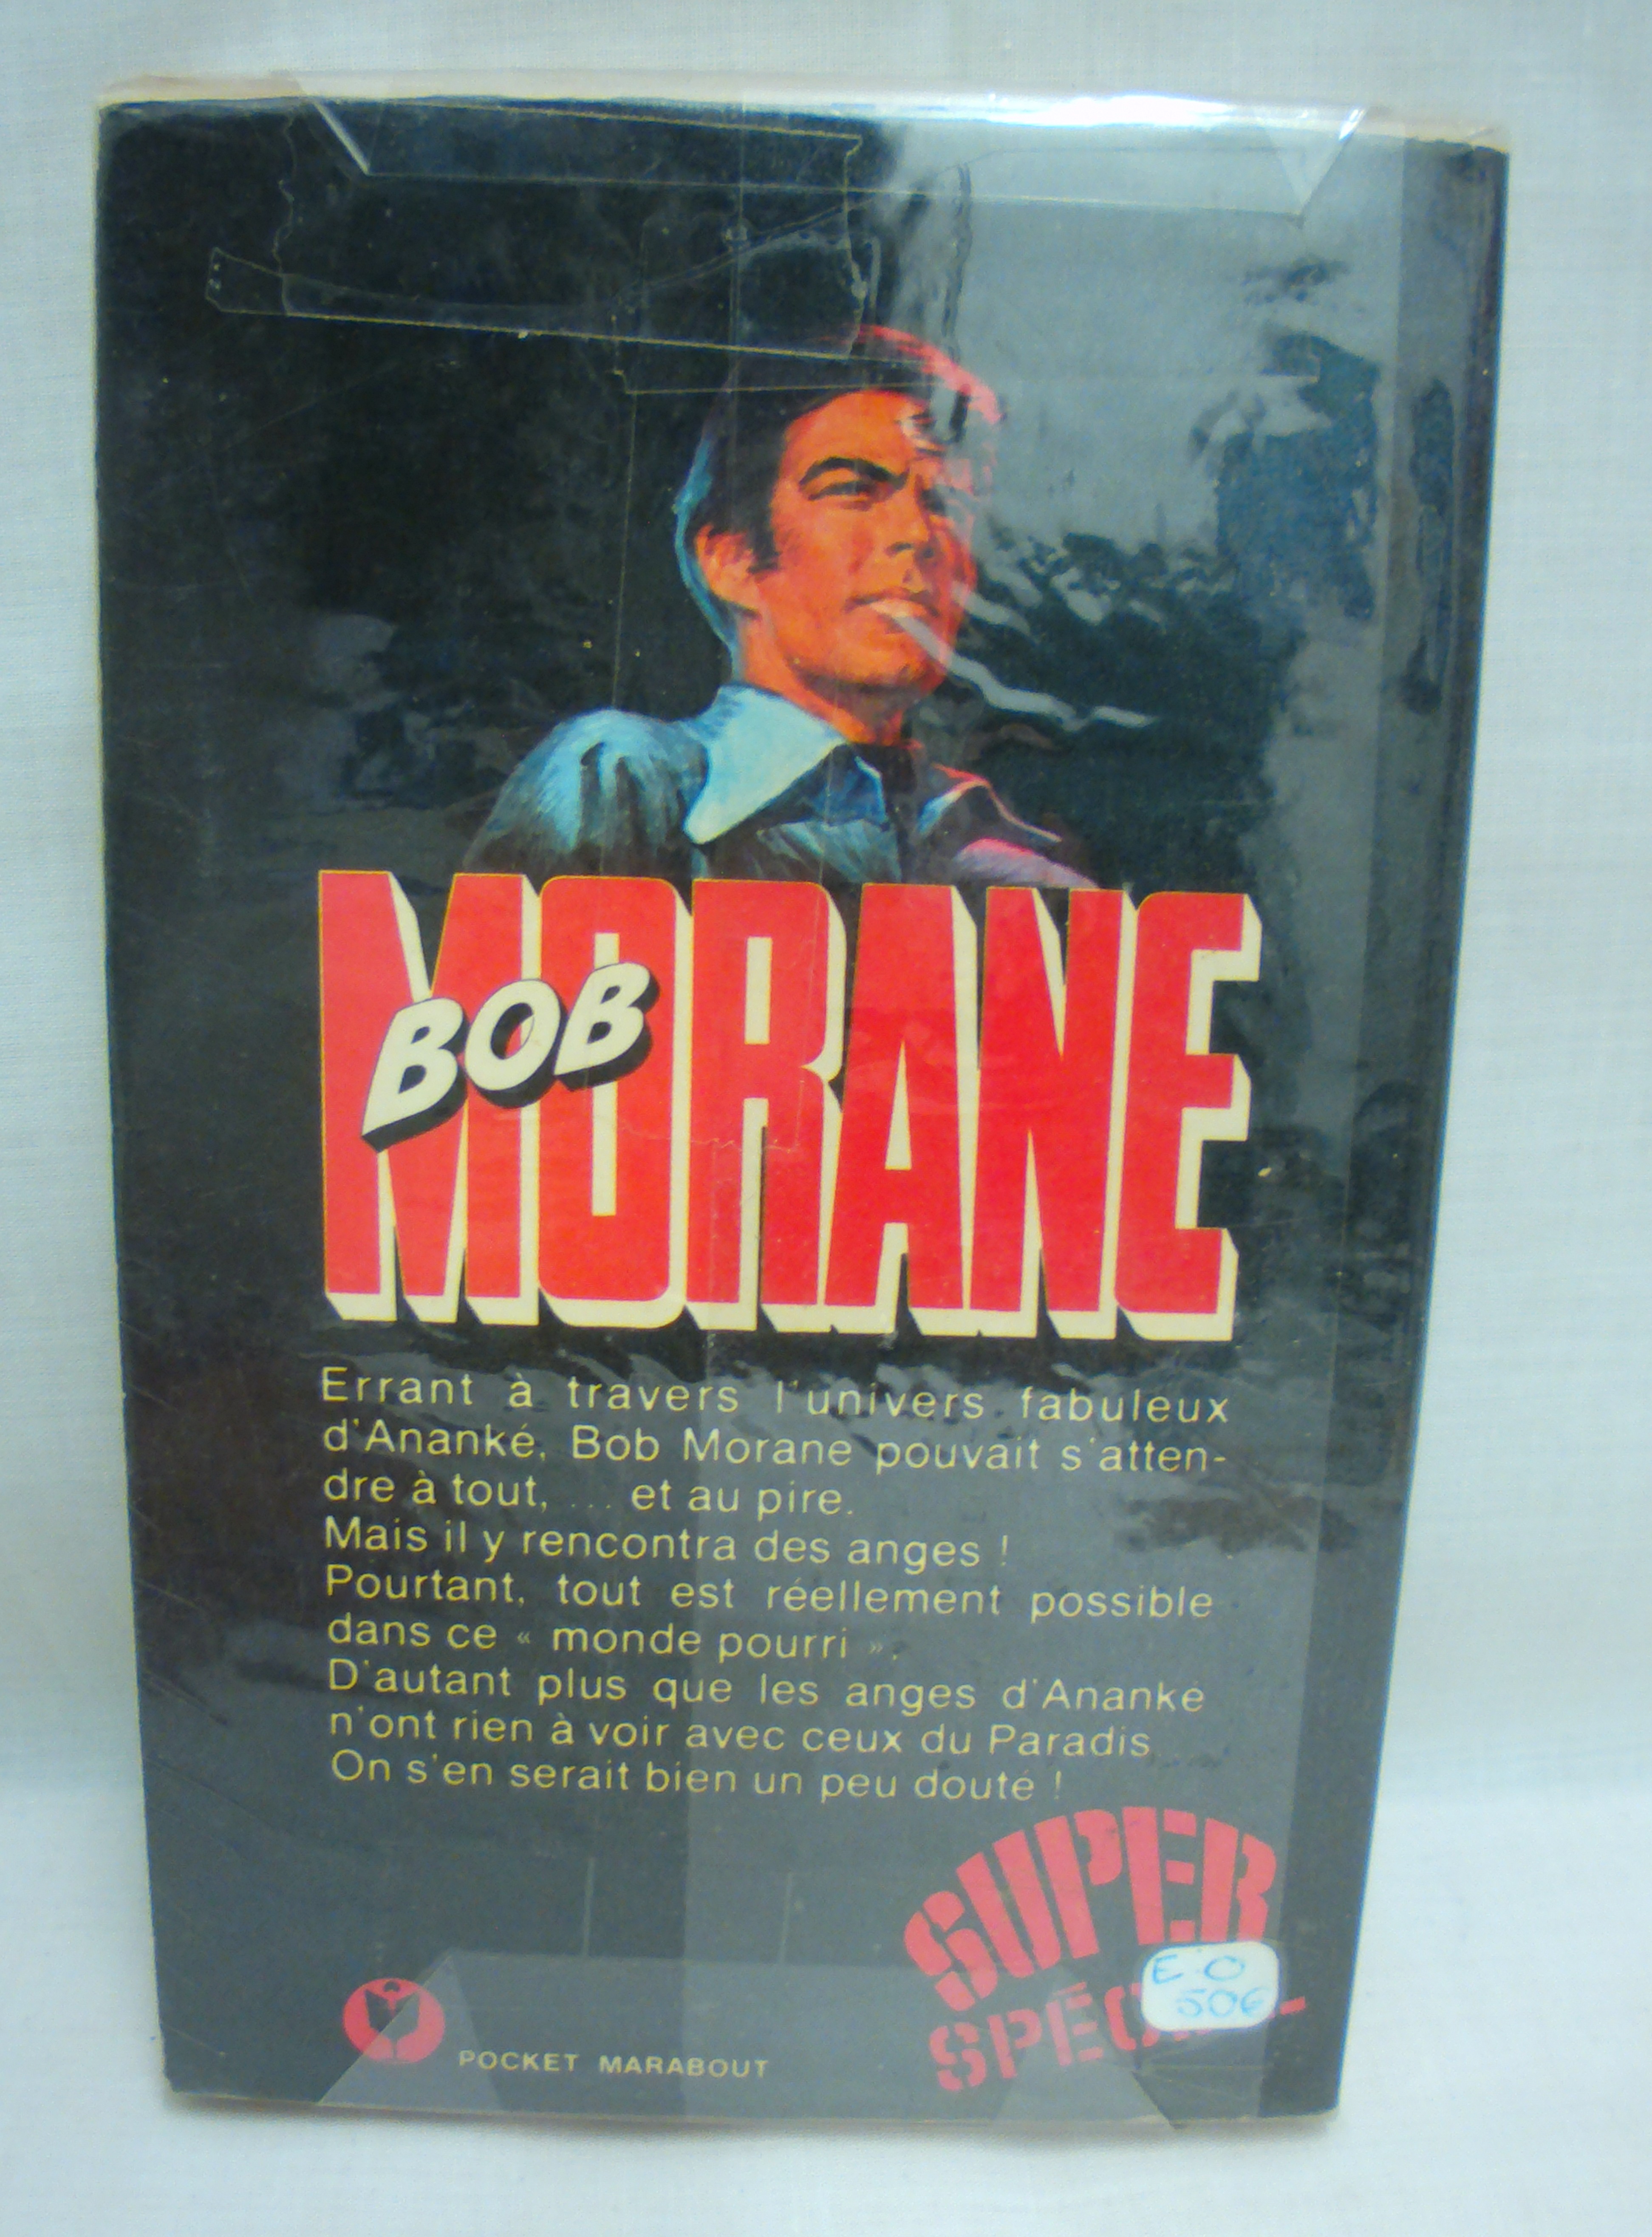 BOB
MORANE
Errant à travers l'univers fabuleux
d'Ananké, Bob Morane pouvait s'atten-
dre à tout, ... et au pire.
Mais il y rencontra des anges !
Pourtant, tout est réellement possible
dans ce « monde pourri ».
D'autant plus que les anges d'Ananké
n'ont rien à voir avec ceux du Paradis
On s'en serait bien un peu douté !
SUPER
E.O
506
POCKET MARABOUT